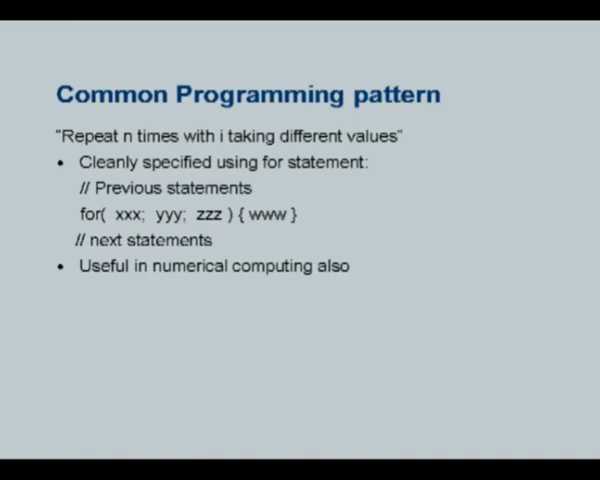 Common Programming pattern
"Repeat n times with i taking different values"
• Cleanly specified using for statement:
// Previous statements
for( xxx; yyy; zzz ) { www }
// next statements
• Useful in numerical computing also